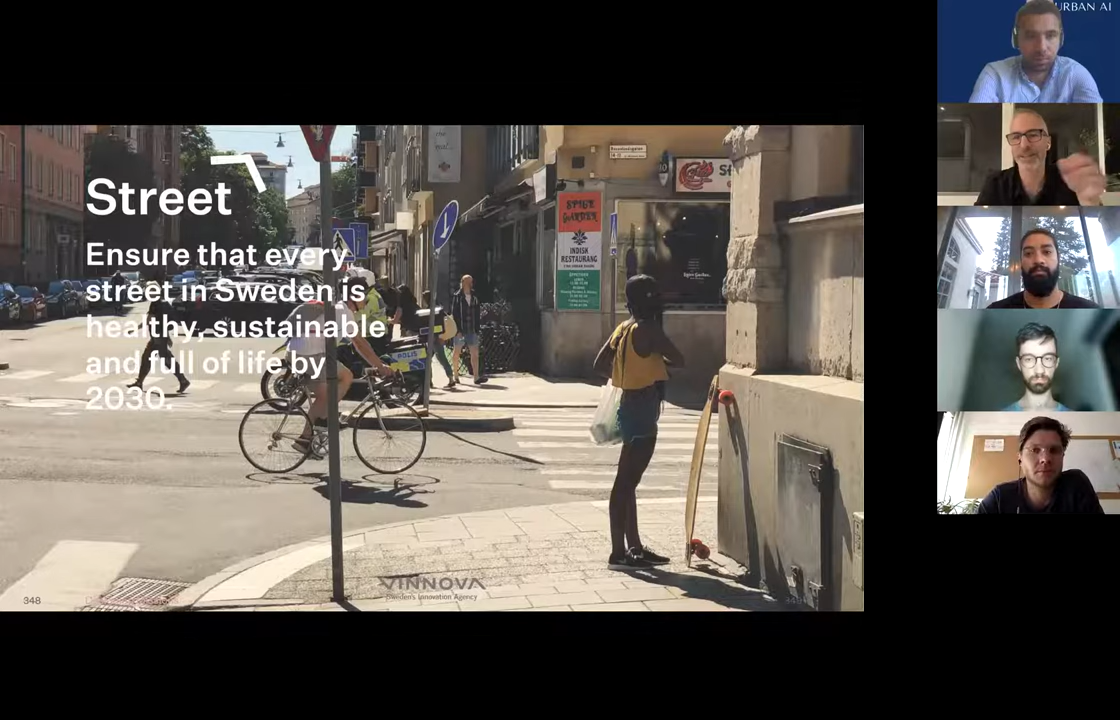 URBAN AI
Street
Ensure that every
street in Sweden is
healthy, sustainable
and full of life by
2030.
SPICE
GARDEN
INDISK
RESTAURANG
POLIS
VINNOVA
Sweden's Innovation Agency
348